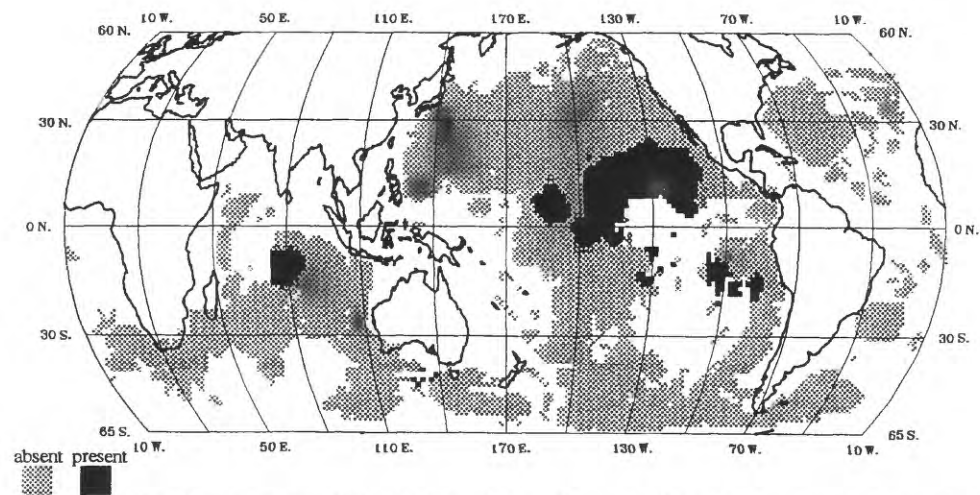 10 W. 50 E. 110 E. 170 E. 130 W. 70 W. 10 W.
60 N. 60 N.
30 N. 30 N.
0 N. 0 N.
30 S. 30 S.
65 S. 65 S.
10 W. 50 E. 110 E. 170 E. 130 W. 70 W. 10 W.
absent present